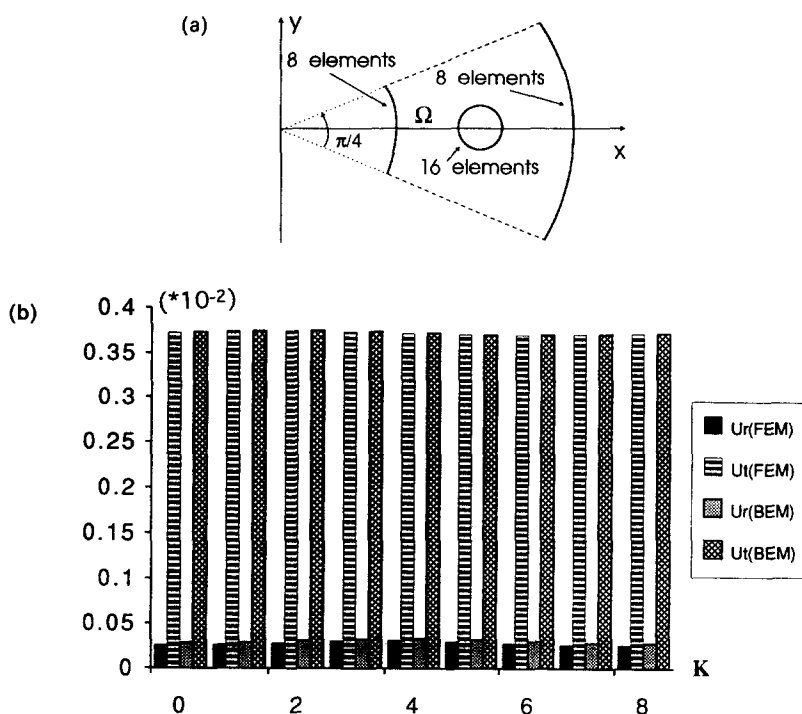 (a)
y
8 elements
8 elements
Ω
π/4
16 elements
x
(b)
(*10-2)
0.4
0.35
0.3
0.25
0.2
0.15
0.1
0.05
0
0 2 4 6 8
K
Ur(FEM)
Ut(FEM)
Ur(BEM)
Ut(BEM)